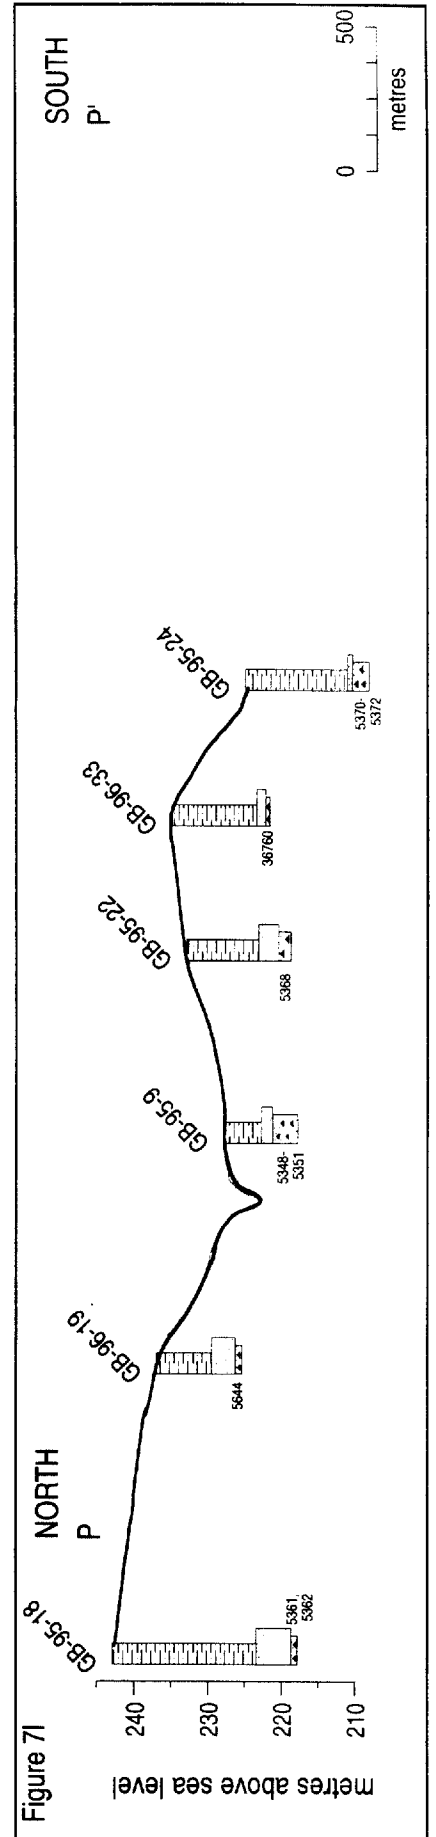 Figure 7I
NORTH
P
SOUTH
P'
GB-95-18
GB-96-19
GB-95-9
GB-95-22
GB-96-33
GB-95-24
metres above sea level
240
230
220
210
5361,
5362
5644
5348-
5351
5368
36760
5370-
5372
0
500
metres